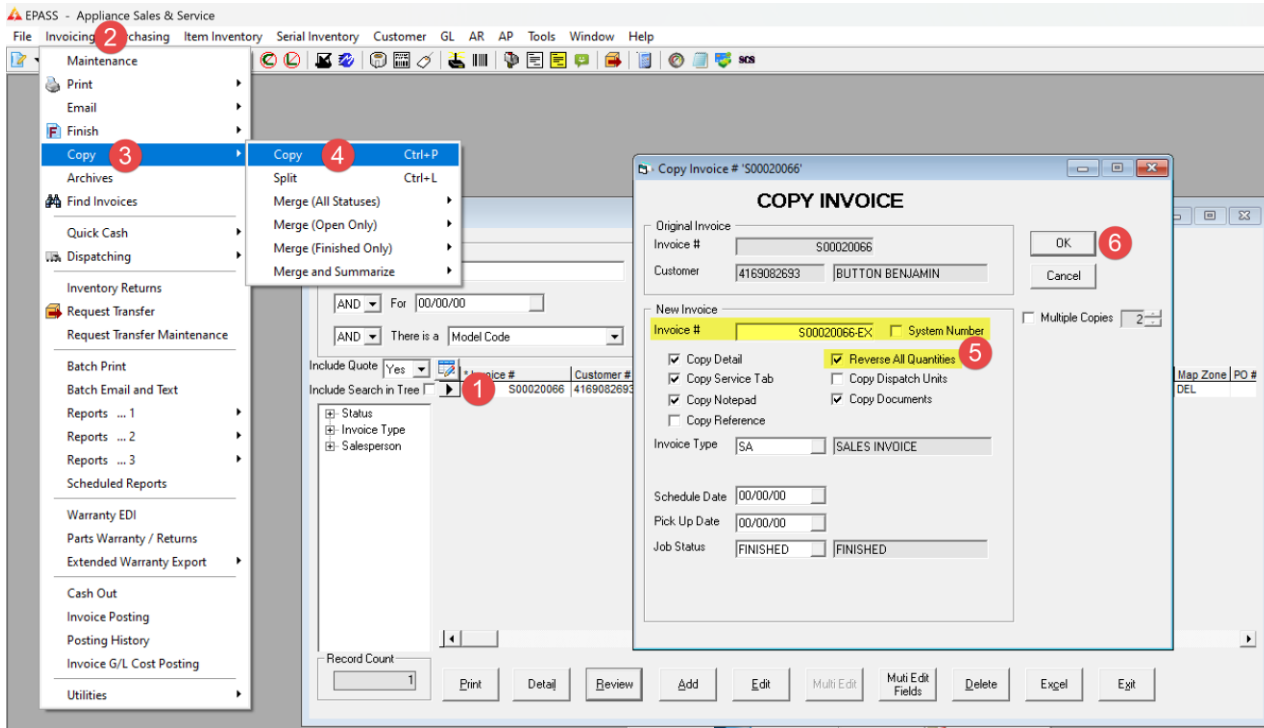 EPASS - Appliance Sales & Service
File Invoicing 2 rchasing Item Inventory Serial Inventory Customer GL AR AP Tools Window Help
SCS
Maintenance
Print
Email
Finish
Copy 3
Archives
Find Invoices
Quick Cash
Dispatching
Inventory Returns
Request Transfer
Request Transfer Maintenance
Batch Print
Batch Email and Text
Reports ... 1
Reports ... 2
Reports ... 3
Scheduled Reports
Warranty EDI
Parts Warranty / Returns
Extended Warranty Export
Cash Out
Invoice Posting
Posting History
Invoice G/L Cost Posting
Utilities
Copy 4 Ctrl+P
Split Ctrl+L
Merge (All Statuses)
Merge (Open Only)
Merge (Finished Only)
Merge and Summarize
AND For 00/00/00
AND There is a Model Code
Include Quote Yes
Include Search in Tree 1
Invoice # Customer # Map Zone PO #
S00020066 4169082693 DEL
Status
Invoice Type
Salesperson
Record Count
1
Print Detail Review Add Edit Multi Edit Muti Edit Fields Delete Excel Exit
Copy Invoice # 'S00020066'
COPY INVOICE
Original Invoice
Invoice # S00020066
Customer 4169082693 BUTTON BENJAMIN
OK 6
Cancel
New Invoice
Invoice # S00020066-EX System Number
Multiple Copies 2
Copy Detail Reverse All Quantities 5
Copy Service Tab Copy Dispatch Units
Copy Notepad Copy Documents
Copy Reference
Invoice Type SA SALES INVOICE
Schedule Date 00/00/00
Pick Up Date 00/00/00
Job Status FINISHED FINISHED